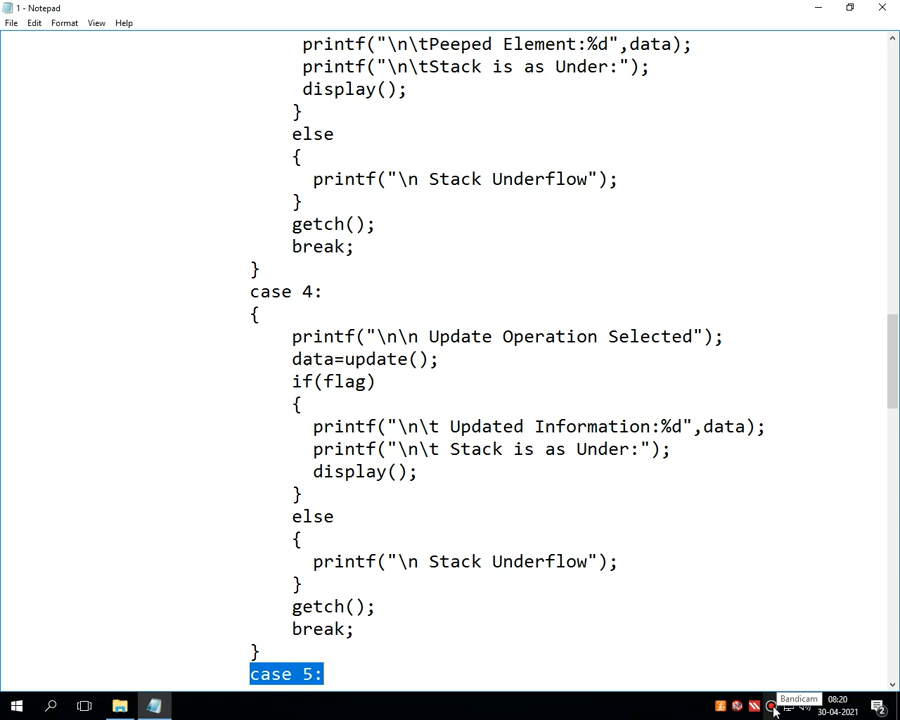 1 - Notepad
File Edit Format View Help
printf("\n\tPeeped Element:%d",data);
printf("\n\tStack is as Under:");
display();
}
else
{
printf("\n Stack Underflow");
}
getch();
break;
}
case 4:
{
printf("\n\n Update Operation Selected");
data=update();
if(flag)
{
printf("\n\t Updated Information:%d",data);
printf("\n\t Stack is as Under:");
display();
}
else
{
printf("\n Stack Underflow");
}
getch();
break;
}
case 5:
Bandicam
08:20
30-04-2021
2